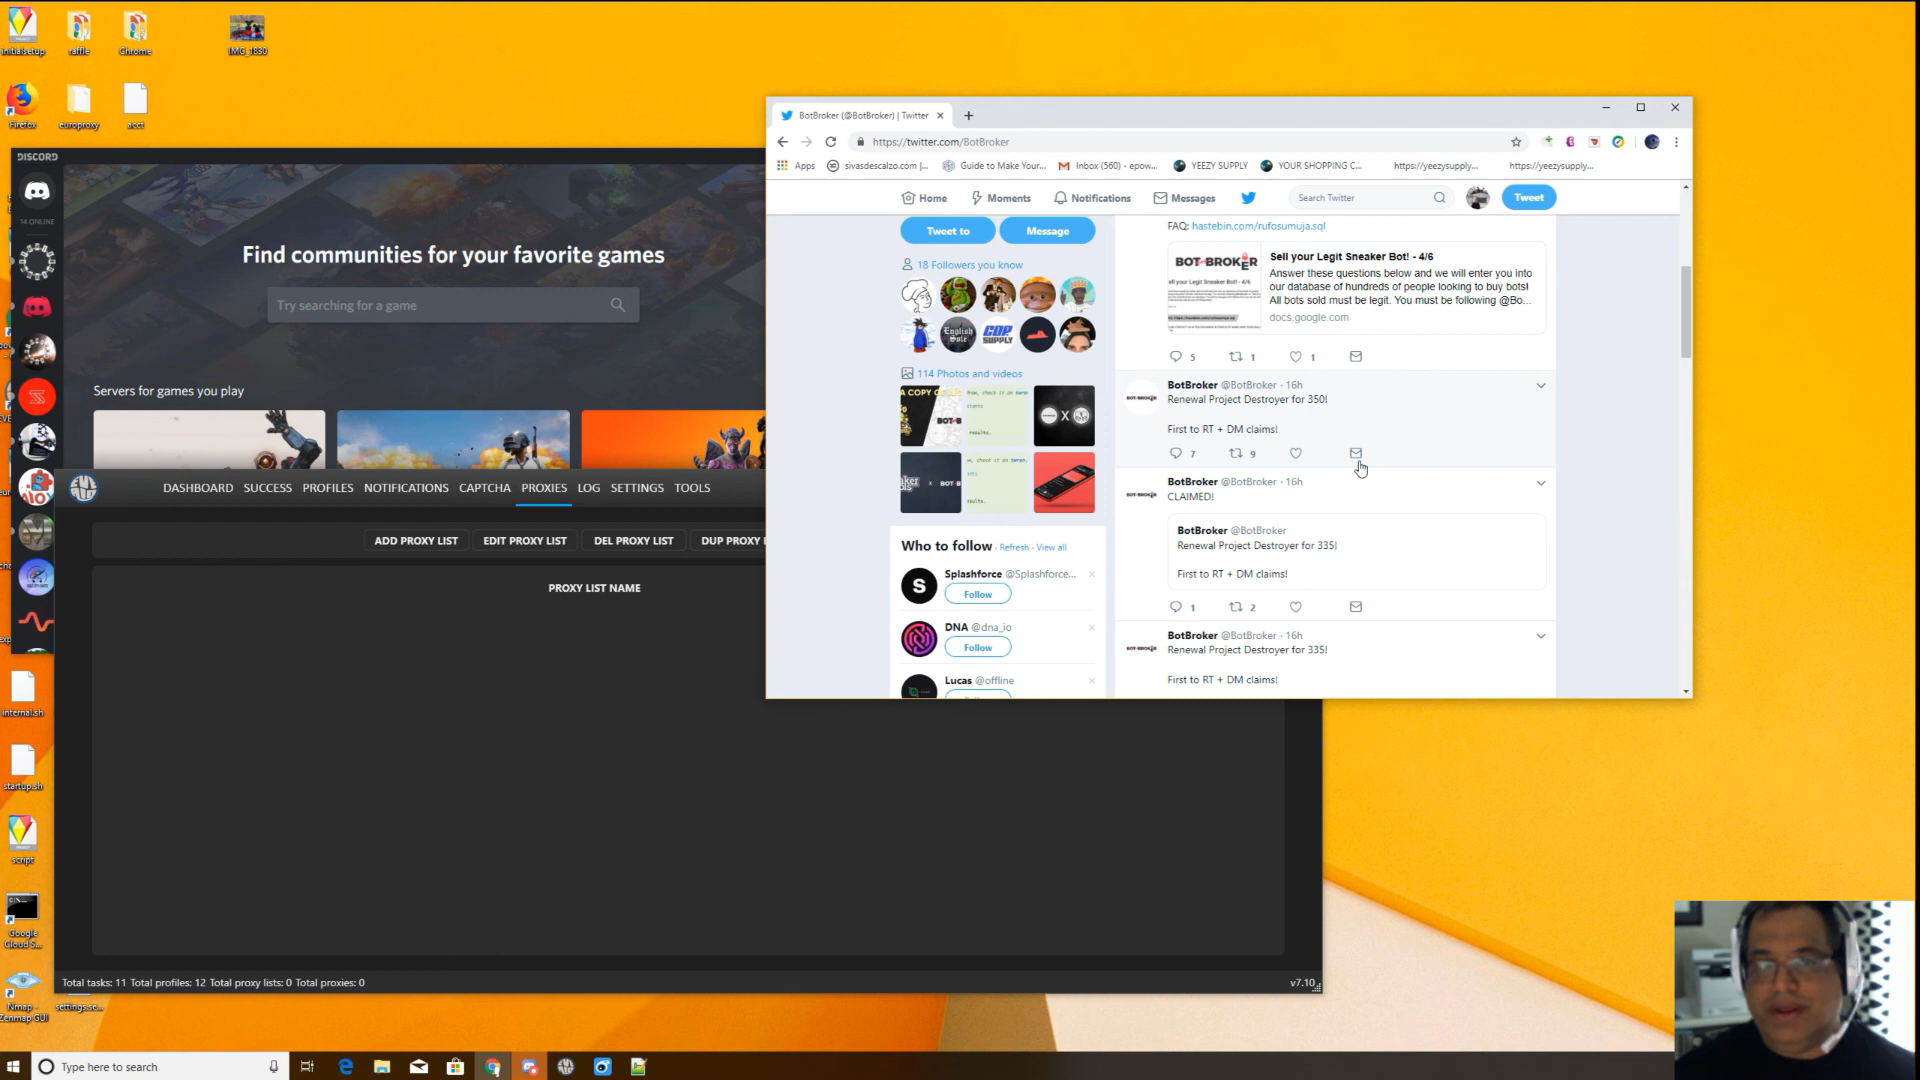 initialsetup
raffle
Chrome
IMG_1830
Firefox
europroxy
acct
DISCORD
14 ONLINE
Find communities for your favorite games
Try searching for a game
Servers for games you play
DASHBOARD SUCCESS PROFILES NOTIFICATIONS CAPTCHA PROXIES LOG SETTINGS TOOLS
ADD PROXY LIST EDIT PROXY LIST DEL PROXY LIST DUP PROXY
PROXY LIST NAME
Total tasks: 11 Total profiles: 12 Total proxy lists: 0 Total proxies: 0
v7.10
internal.sh
startup.sh
script
Google
Cloud S...
Nmap -
Zenmap GUI
settings.se...
BotBroker (@BotBroker) | Twitter
https://twitter.com/BotBroker
Apps sivasdescalzo.com |... Guide to Make Your... Inbox (560) - epow... YEEZY SUPPLY YOUR SHOPPING C... https://yeezysupply... https://yeezysupply...
Home Moments Notifications Messages Search Twitter Tweet
Tweet to Message
18 Followers you know
English
Sole
COP
SUPPLY
114 Photos and videos
Who to follow · Refresh · View all
Splashforce @Splashforce...
Follow
DNA @dna_io
Follow
Lucas @offline
FAQ: hastebin.com/rufosumuja.sql
BOT BROKER
Sell your Legit Sneaker Bot! - 4/6
Answer these questions below and we will enter you into
our database of hundreds of people looking to buy bots!
All bots sold must be legit. You must be following @Bo...
docs.google.com
5 1 1
BotBroker @BotBroker · 16h
Renewal Project Destroyer for 350!
First to RT + DM claims!
7 9
BotBroker @BotBroker · 16h
CLAIMED!
BotBroker @BotBroker
Renewal Project Destroyer for 335!
First to RT + DM claims!
1 2
BotBroker @BotBroker · 16h
Renewal Project Destroyer for 335!
First to RT + DM claims!
Type here to search